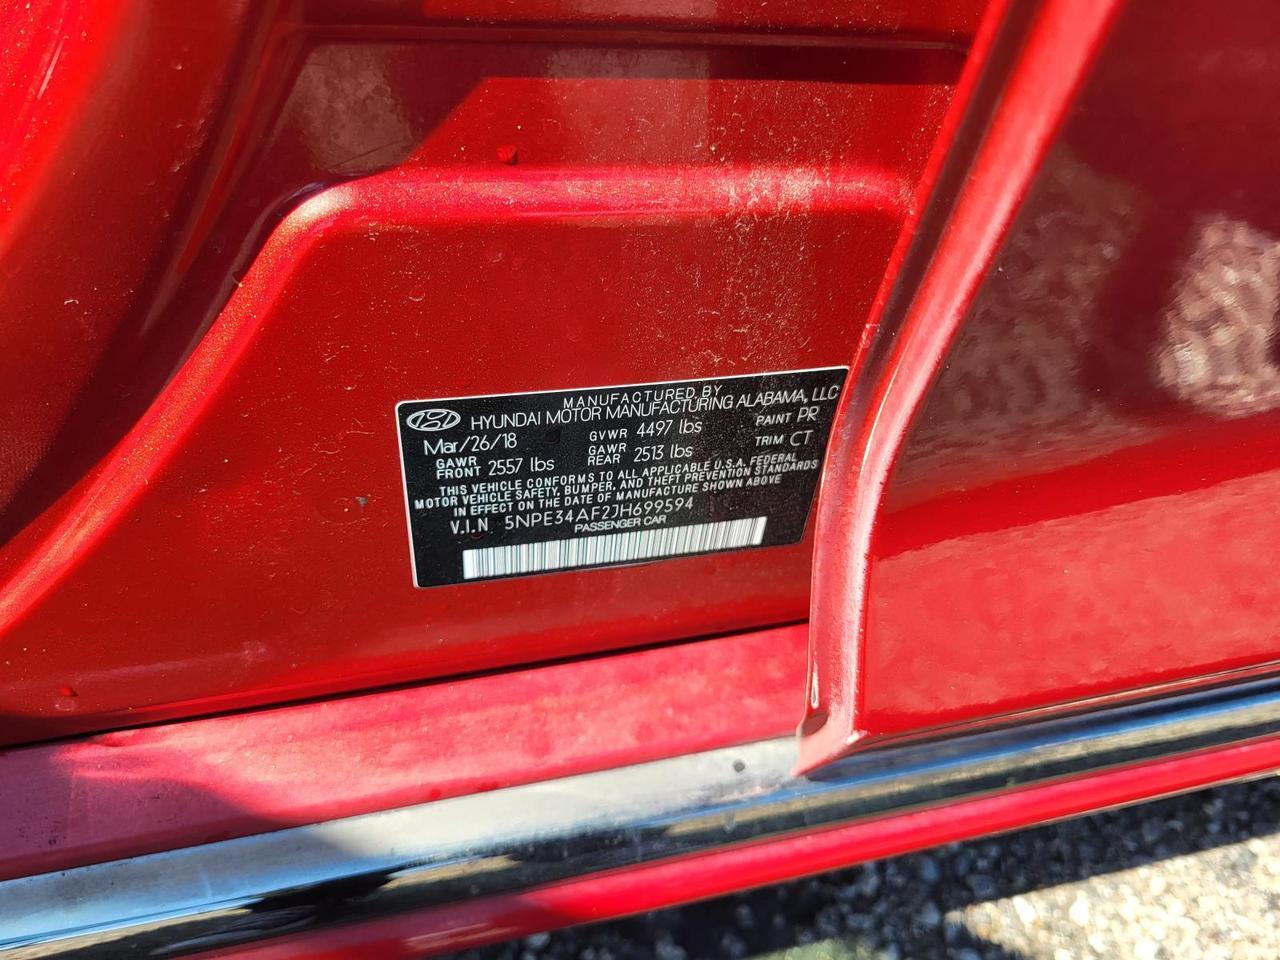 MANUFACTURED BY
HYUNDAI MOTOR MANUFACTURING ALABAMA, LLC
Mar/26/18 GVWR 4497 lbs PAINT PR
GAWR FRONT 2557 lbs GAWR REAR 2513 lbs TRIM CT
THIS VEHICLE CONFORMS TO ALL APPLICABLE U.S.A. FEDERAL
MOTOR VEHICLE SAFETY, BUMPER, AND THEFT PREVENTION STANDARDS
IN EFFECT ON THE DATE OF MANUFACTURE SHOWN ABOVE
V.I.N 5NPE34AF2JH699594
PASSENGER CAR